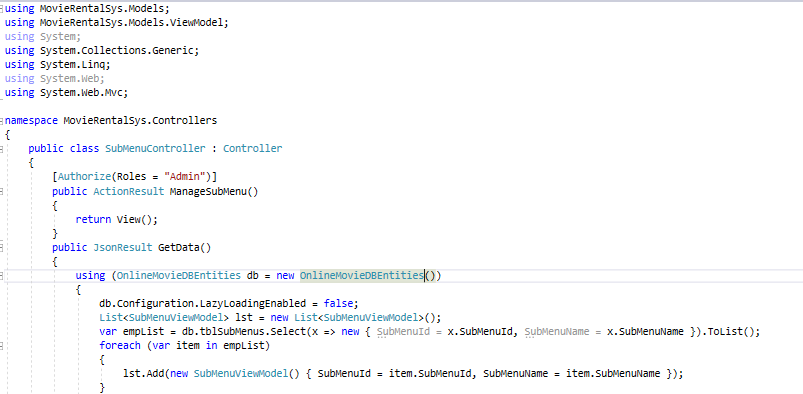 using MovieRentalSys.Models;
using MovieRentalSys.Models.ViewModel;
using System;
using System.Collections.Generic;
using System.Linq;
using System.Web;
using System.Web.Mvc;
namespace MovieRentalSys.Controllers
{
public class SubMenuController : Controller
{
[Authorize(Roles = "Admin")]
public ActionResult ManageSubMenu()
{
return View();
}
public JsonResult GetData()
{
using (OnlineMovieDBEntities db = new OnlineMovieDBEntities())
{
db.Configuration.LazyLoadingEnabled = false;
List<SubMenuViewModel> lst = new List<SubMenuViewModel>();
var empList = db.tblSubMenus.Select(x => new { SubMenuId = x.SubMenuId, SubMenuName = x.SubMenuName }).ToList();
foreach (var item in empList)
{
lst.Add(new SubMenuViewModel() { SubMenuId = item.SubMenuId, SubMenuName = item.SubMenuName });
}